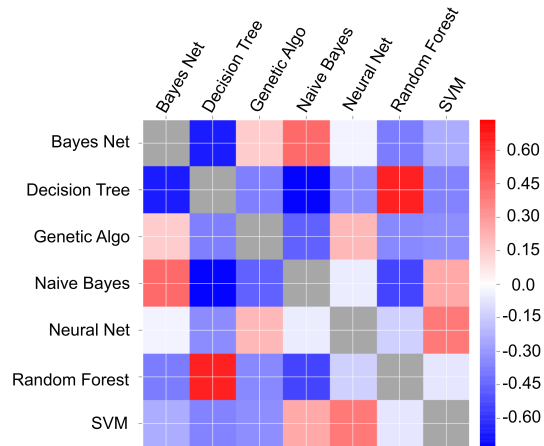 Bayes Net
Decision Tree
Genetic Algo
Naive Bayes
Neural Net
Random Forest
SVM
Bayes Net
Decision Tree
Genetic Algo
Naive Bayes
Neural Net
Random Forest
SVM
0.60
0.45
0.30
0.15
0.0
-0.15
-0.30
-0.45
-0.60